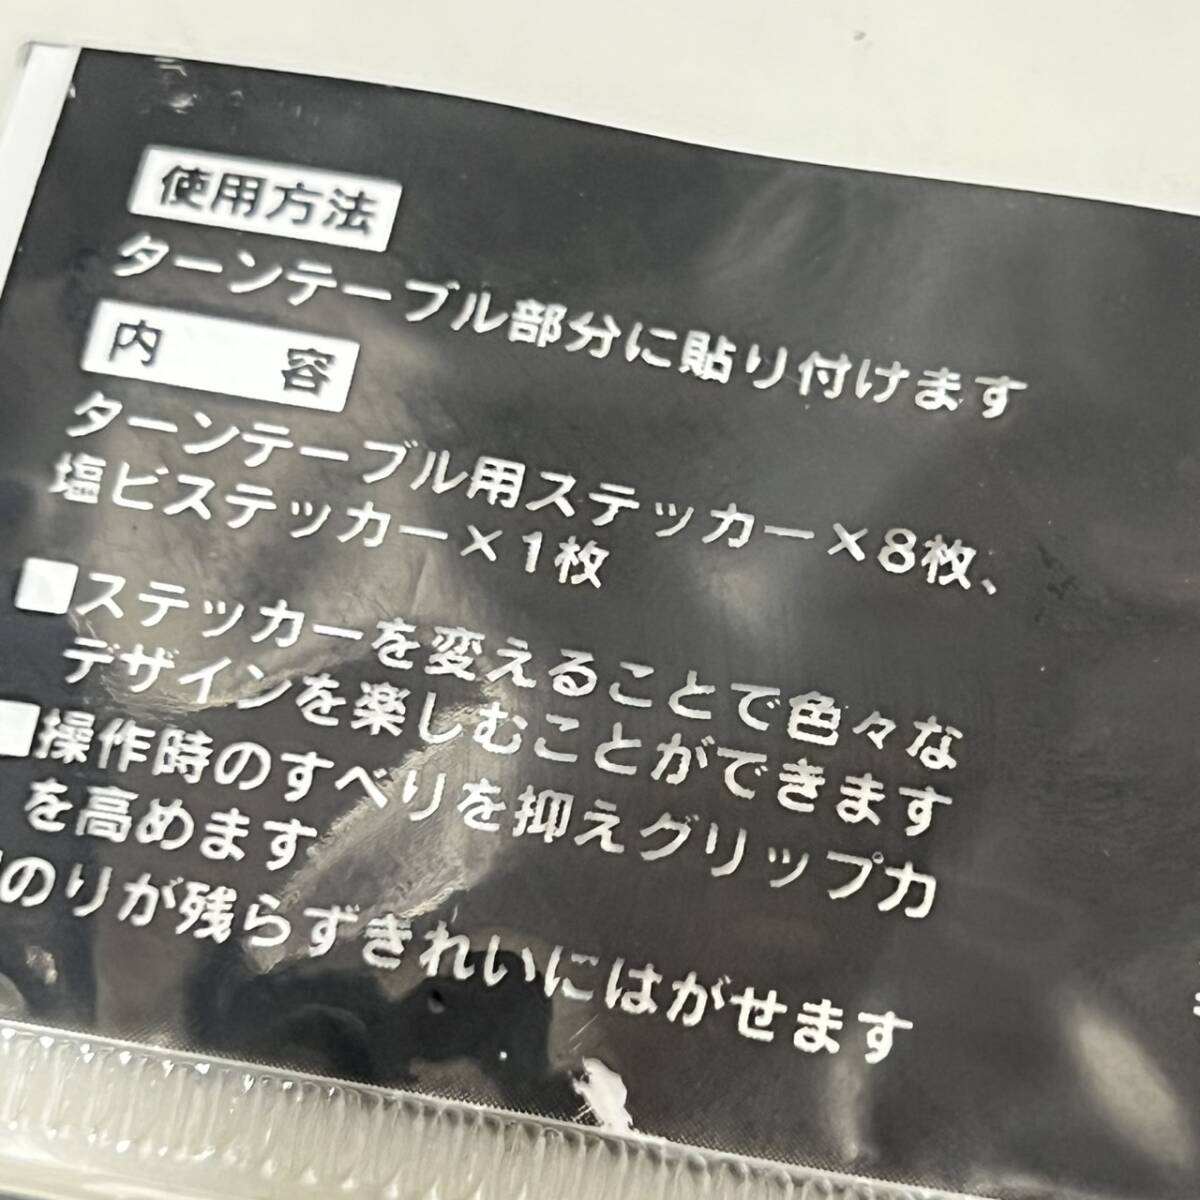 使用方法
ターンテーブル部分に貼り付けます
内 容
ターンテーブル用ステッカー×8枚、
塩ビステッカー×1枚
■ステッカーを変えることで色々な
デザインを楽しむことができます
■操作時のすべりを抑えグリップ力
を高めます
のりが残らずきれいにはがせます